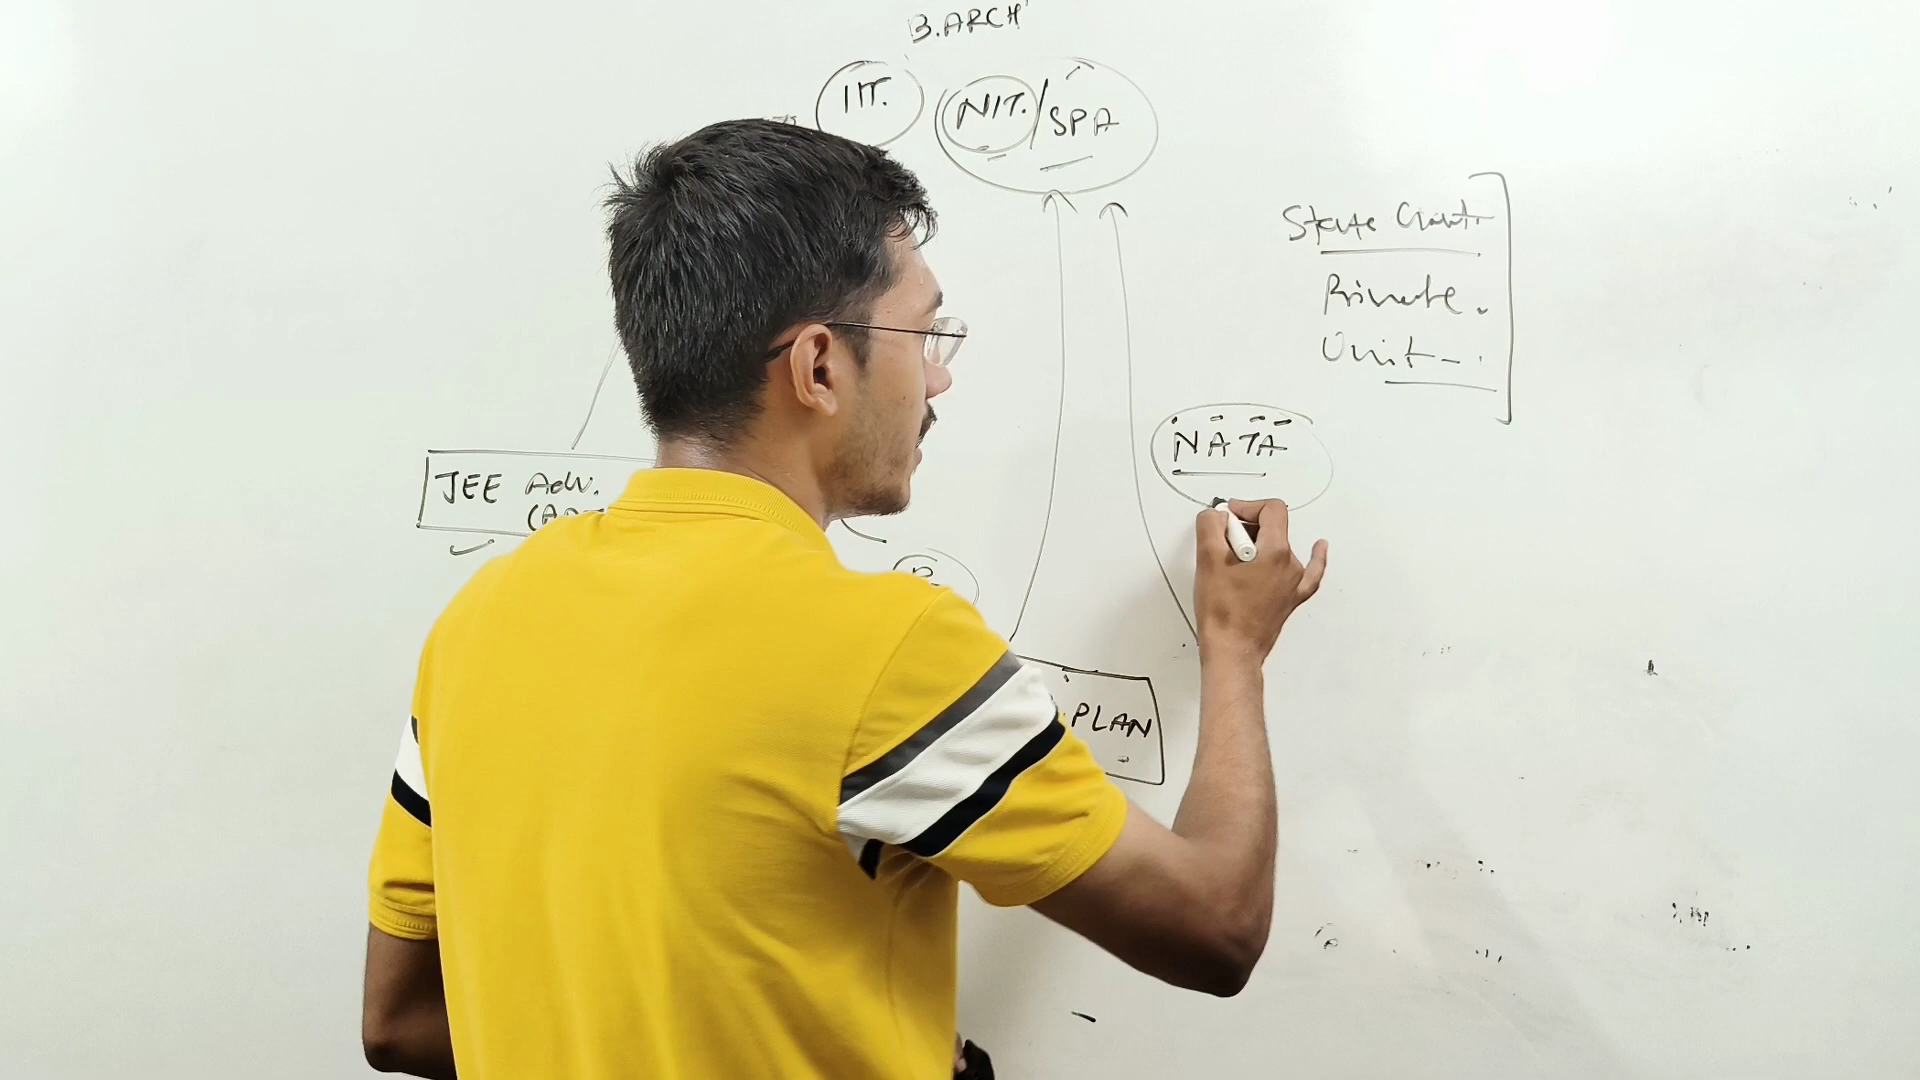 B.ARCH
IIT.
NIT./SPA
State Govt.
Private.
Unit-.
NATA
JEE Adv.
PLAN